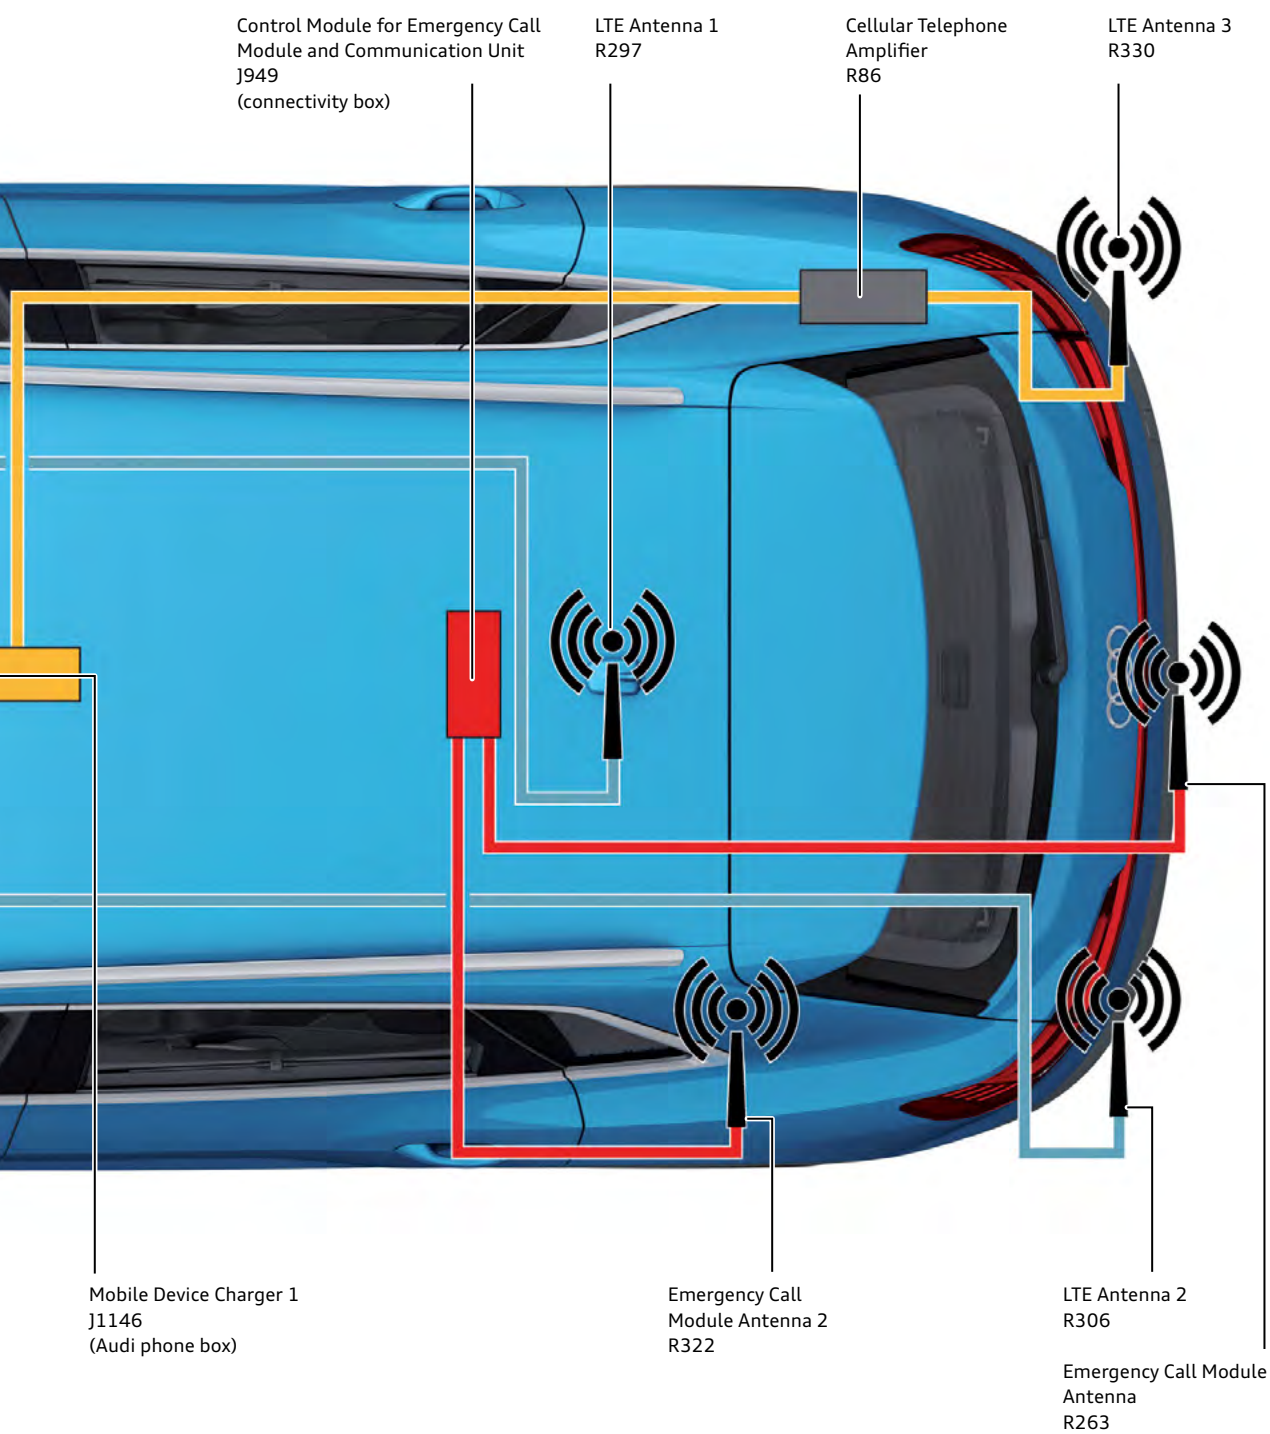 Control Module for Emergency Call
Module and Communication Unit
J949
(connectivity box)
LTE Antenna 1
R297
Cellular Telephone
Amplifier
R86
LTE Antenna 3
R330
Mobile Device Charger 1
J1146
(Audi phone box)
Emergency Call
Module Antenna 2
R322
LTE Antenna 2
R306
Emergency Call Module
Antenna
R263